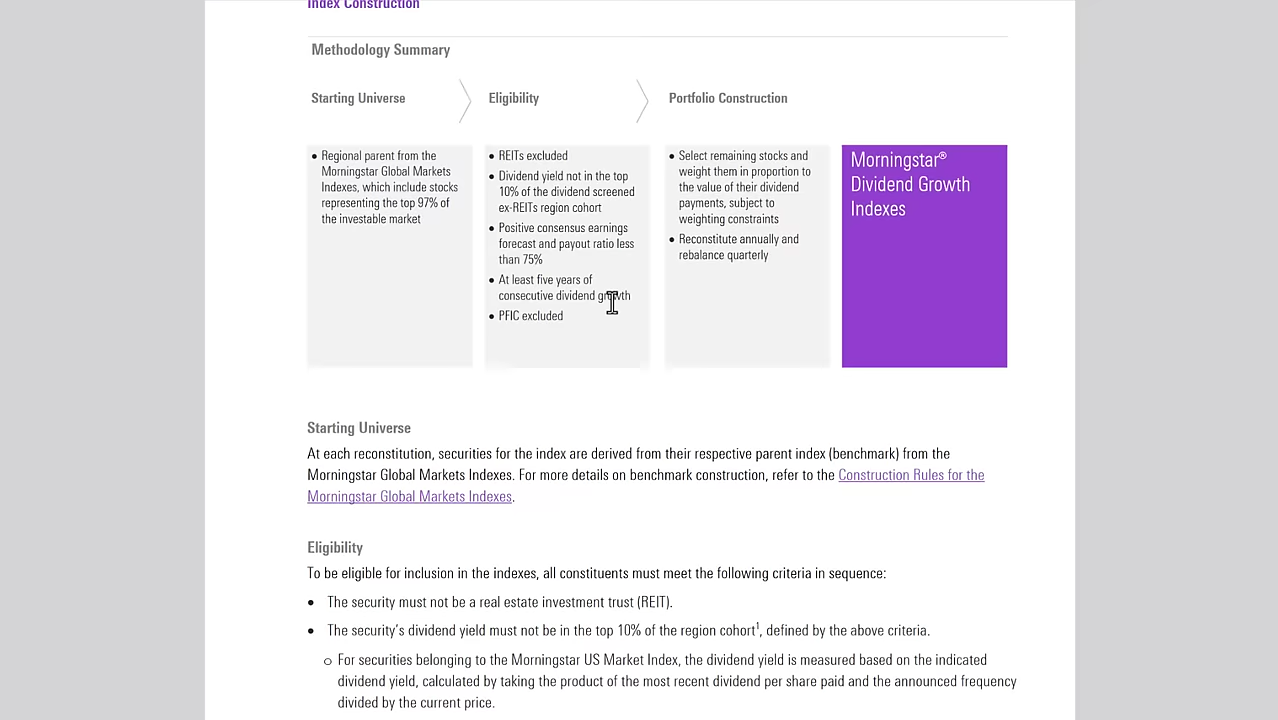 Index Construction
Methodology Summary
Starting Universe
Eligibility
Portfolio Construction
• Regional parent from the
Morningstar Global Markets
Indexes, which include stocks
representing the top 97% of
the investable market
• REITs excluded
• Dividend yield not in the top
10% of the dividend screened
ex-REITs region cohort
• Positive consensus earnings
forecast and payout ratio less
than 75%
• At least five years of
consecutive dividend growth
• PFIC excluded
• Select remaining stocks and
weight them in proportion to
the value of their dividend
payments, subject to
weighting constraints
• Reconstitute annually and
rebalance quarterly
Morningstar®
Dividend Growth
Indexes
Starting Universe
At each reconstitution, securities for the index are derived from their respective parent index (benchmark) from the
Morningstar Global Markets Indexes. For more details on benchmark construction, refer to the Construction Rules for the
Morningstar Global Markets Indexes.
Eligibility
To be eligible for inclusion in the indexes, all constituents must meet the following criteria in sequence:
• The security must not be a real estate investment trust (REIT).
• The security's dividend yield must not be in the top 10% of the region cohort¹, defined by the above criteria.
o For securities belonging to the Morningstar US Market Index, the dividend yield is measured based on the indicated
dividend yield, calculated by taking the product of the most recent dividend per share paid and the announced frequency
divided by the current price.